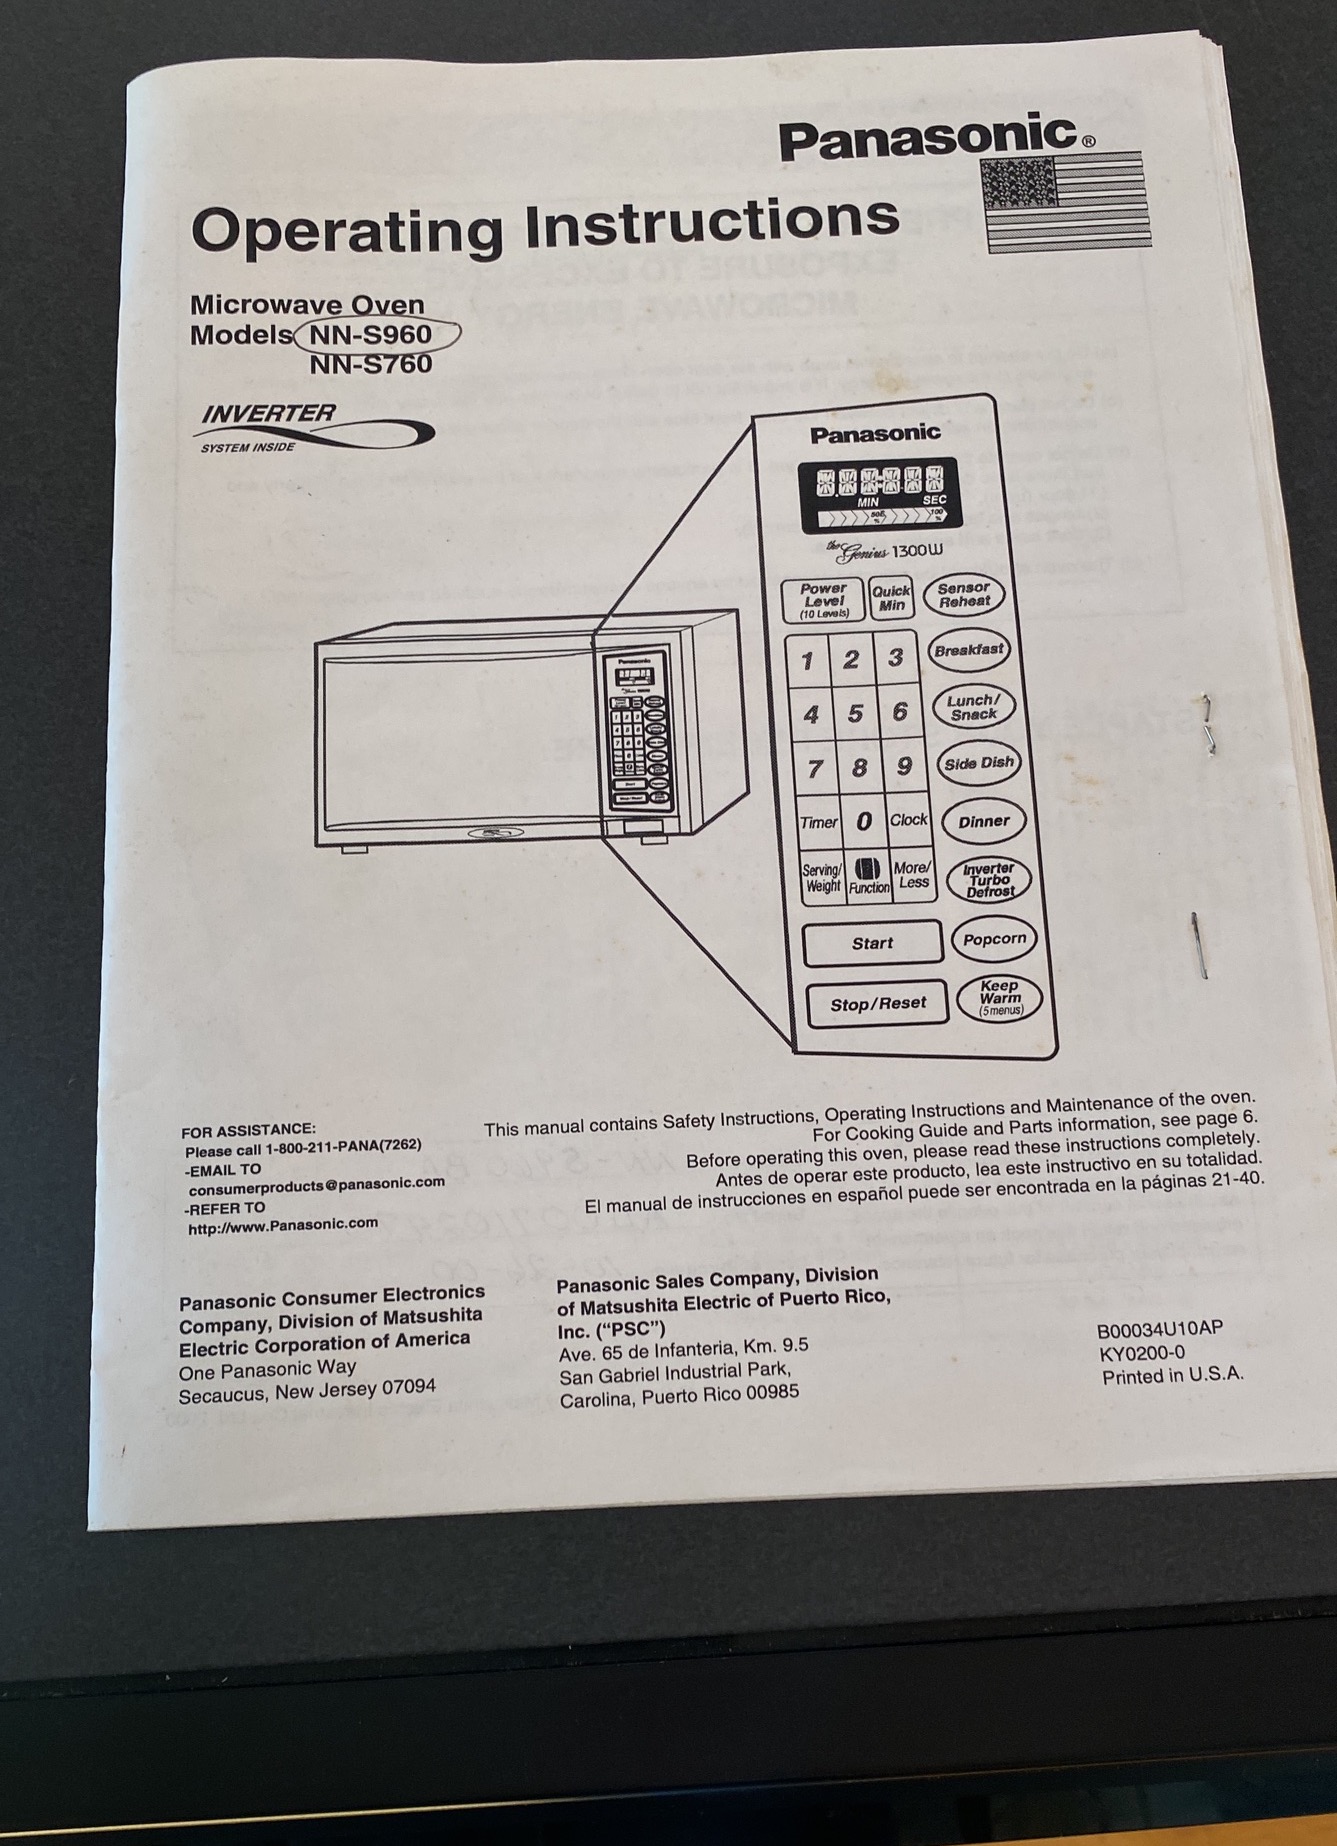 Panasonic®
Operating Instructions
Microwave Oven
Models NN-S960
NN-S760
INVERTER
SYSTEM INSIDE
Panasonic
MIN SEC
50% 100%
the Genius 1300W
Power Level (10 Levels)
Quick Min
Sensor Reheat
1 2 3
Breakfast
4 5 6
Lunch/Snack
7 8 9
Side Dish
Timer 0 Clock
Dinner
Serving/Weight
Function
More/Less
Inverter Turbo Defrost
Start
Popcorn
Stop/Reset
Keep Warm (5 menus)
FOR ASSISTANCE:
Please call 1-800-211-PANA(7262)
-EMAIL TO
consumerproducts@panasonic.com
-REFER TO
http://www.Panasonic.com
This manual contains Safety Instructions, Operating Instructions and Maintenance of the oven.
For Cooking Guide and Parts information, see page 6.
Before operating this oven, please read these instructions completely.
Antes de operar este producto, lea este instructivo en su totalidad.
El manual de instrucciones en español puede ser encontrada en la páginas 21-40.
Panasonic Consumer Electronics
Company, Division of Matsushita
Electric Corporation of America
One Panasonic Way
Secaucus, New Jersey 07094
Panasonic Sales Company, Division
of Matsushita Electric of Puerto Rico,
Inc. (“PSC”)
Ave. 65 de Infanteria, Km. 9.5
San Gabriel Industrial Park,
Carolina, Puerto Rico 00985
B00034U10AP
KY0200-0
Printed in U.S.A.